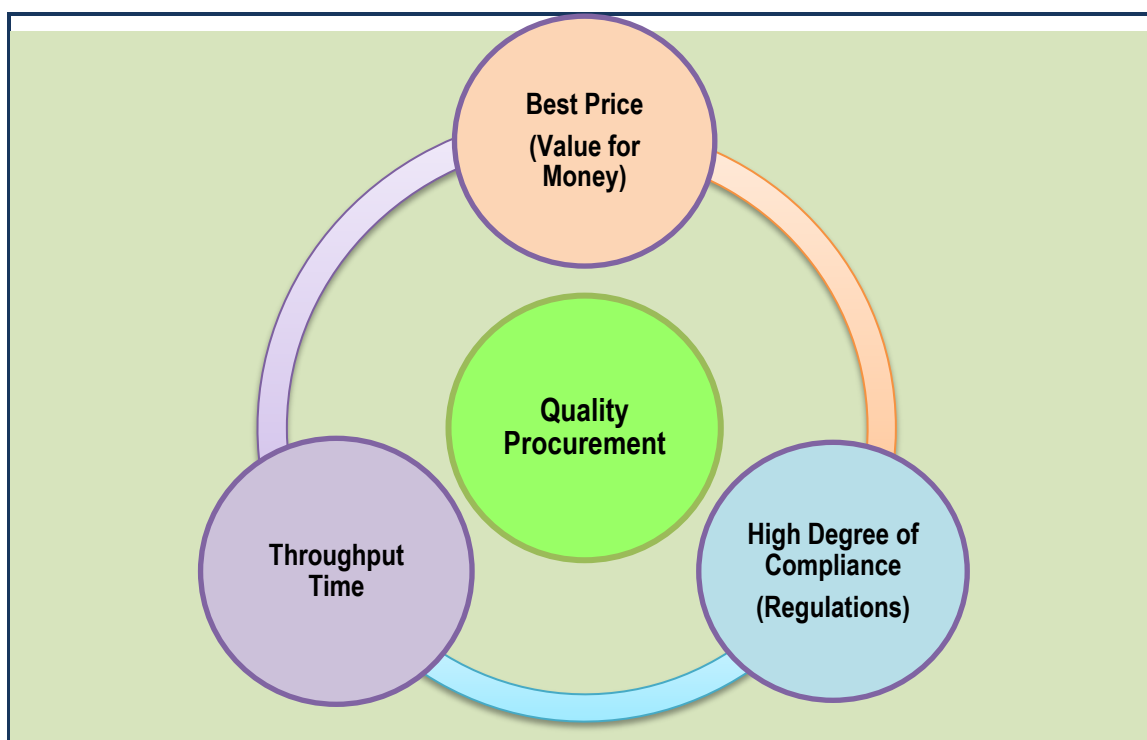 Best Price
(Value for
Money)
Quality
Procurement
Throughput
Time
High Degree of
Compliance
(Regulations)